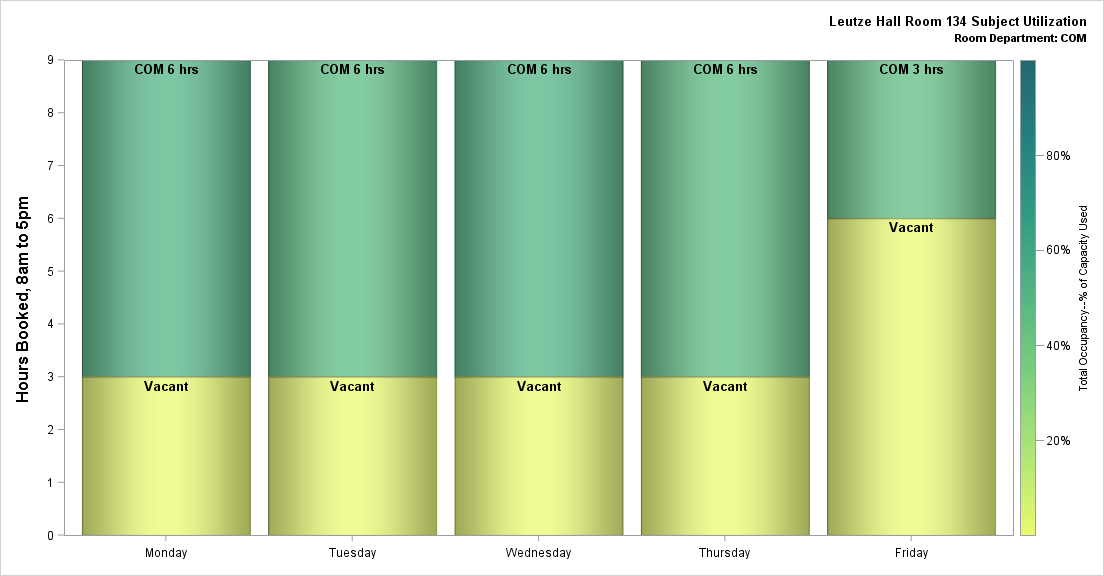 Leutze Hall Room 134 Subject Utilization
Room Department: COM
Hours Booked, 8am to 5pm
9
8
7
6
5
4
3
2
1
0
COM 6 hrs
Vacant
COM 6 hrs
Vacant
COM 6 hrs
Vacant
COM 6 hrs
Vacant
COM 3 hrs
Vacant
Monday
Tuesday
Wednesday
Thursday
Friday
80%
60%
40%
20%
Total Occupancy--% of Capacity Used